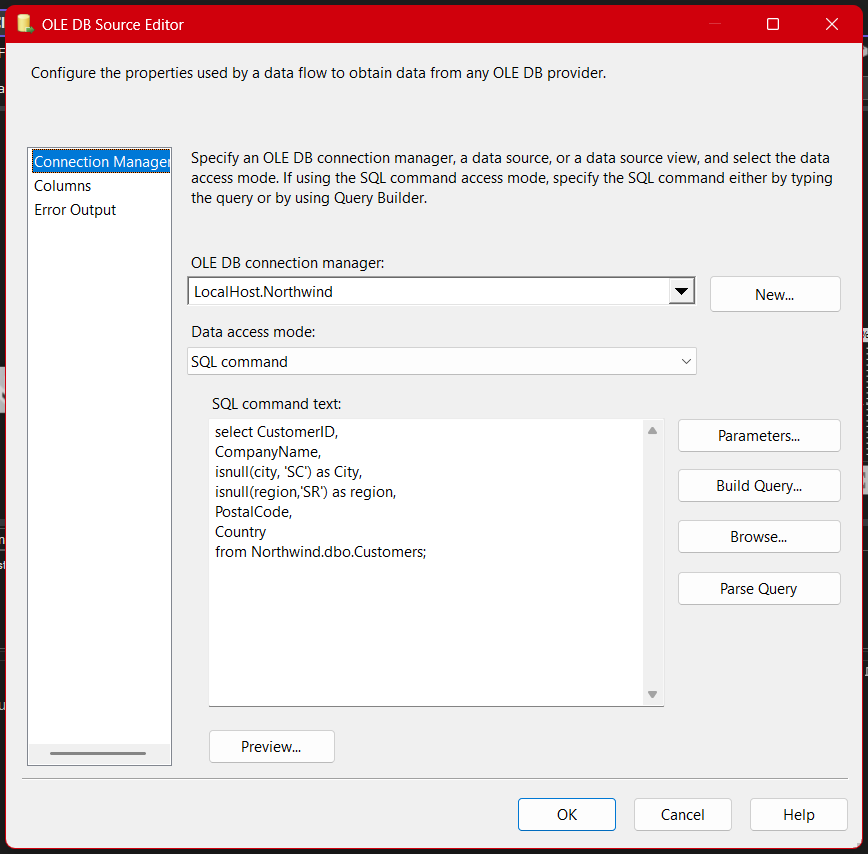 OLE DB Source Editor
Configure the properties used by a data flow to obtain data from any OLE DB provider.
Connection Manager
Columns
Error Output
Specify an OLE DB connection manager, a data source, or a data source view, and select the data
access mode. If using the SQL command access mode, specify the SQL command either by typing
the query or by using Query Builder.
OLE DB connection manager:
LocalHost.Northwind
New...
Data access mode:
SQL command
SQL command text:
select CustomerID,
CompanyName,
isnull(city, 'SC') as City,
isnull(region,'SR') as region,
PostalCode,
Country
from Northwind.dbo.Customers;
Parameters...
Build Query...
Browse...
Parse Query
Preview...
OK
Cancel
Help